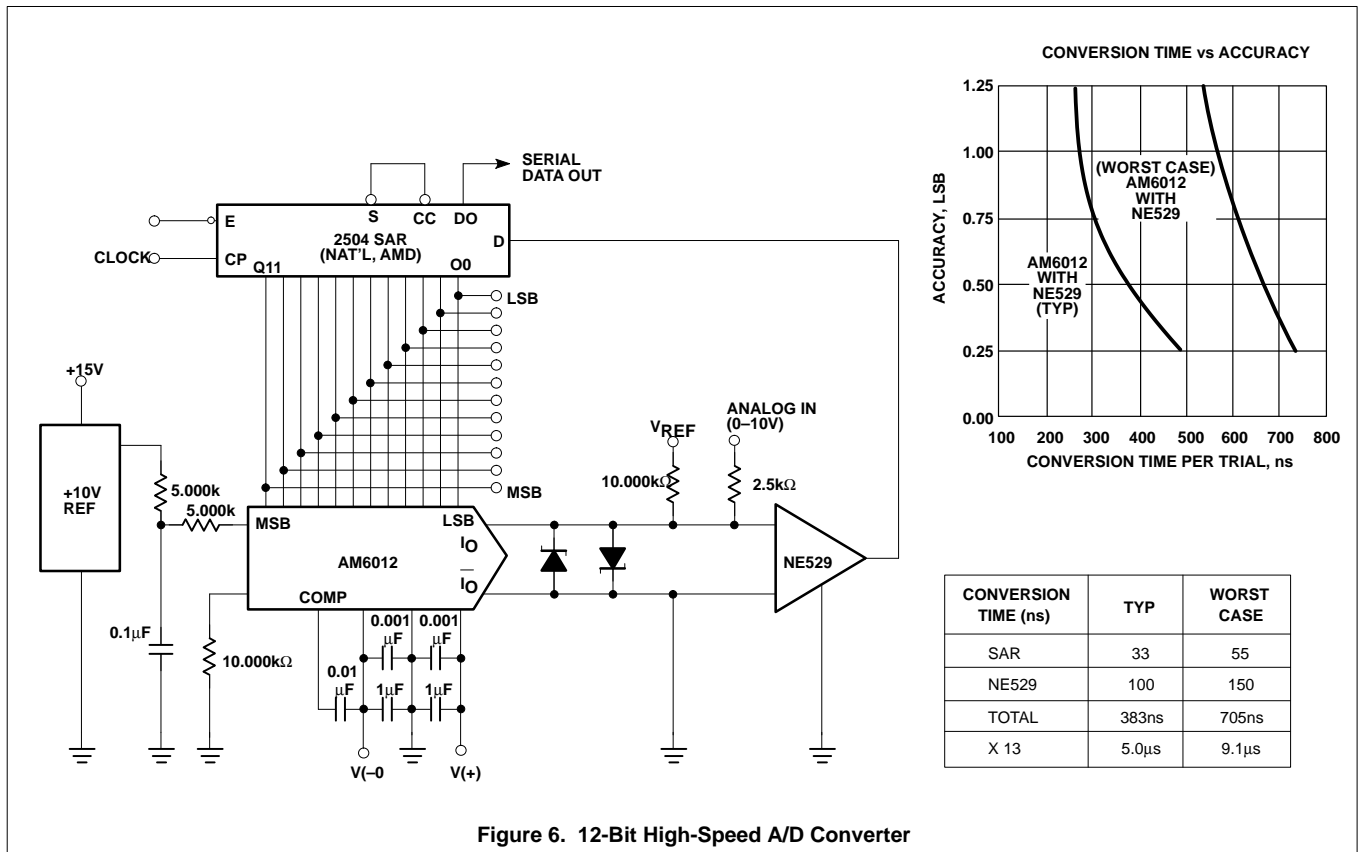 CONVERSION TIME vs ACCURACY
1.25
1.00
0.75
0.50
0.25
0.00
ACCURACY, LSB
(WORST CASE)
AM6012
WITH
NE529
AM6012
WITH
NE529
(TYP)
100 200 300 400 500 600 700 800
CONVERSION TIME PER TRIAL, ns
SERIAL
DATA OUT
E
S
CC
DO
D
2504 SAR
(NAT'L, AMD)
CLOCK
CP
Q11
O0
LSB
MSB
+15V
+10V
REF
5.000k
5.000k
0.1μF
10.000kΩ
MSB
LSB
IO
IO
AM6012
COMP
0.001
μF
0.001
μF
0.01
μF
1μF
1μF
V(–0
V(+)
VREF
10.000kΩ
ANALOG IN
(0–10V)
2.5kΩ
NE529
CONVERSION
TIME (ns)
TYP
WORST
CASE
SAR 33 55
NE529 100 150
TOTAL 383ns 705ns
X 13 5.0μs 9.1μs
Figure 6. 12-Bit High-Speed A/D Converter